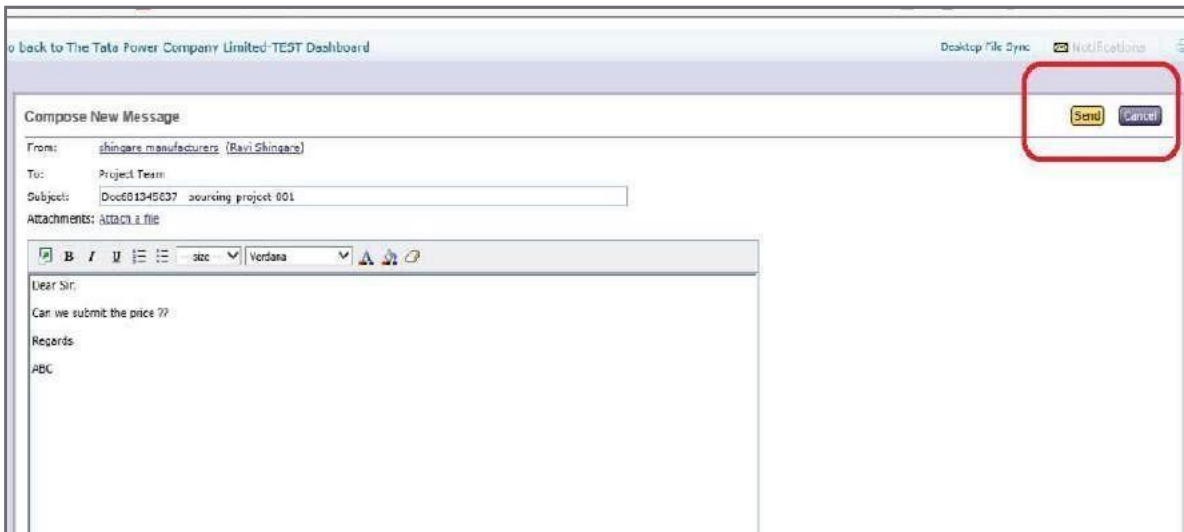 o back to The Tata Power Company Limited-TEST Dashboard
Desktop File Sync Notifications
Compose New Message
Send Cancel
From: shingare manufacturers (Ravi Shingare)
To: Project Team
Subject: Doc681345837 sourcing project 001
Attachments: Attach a file
B I U size Verdana A
Dear Sir,
Can we submit the price ??
Regards
ABC